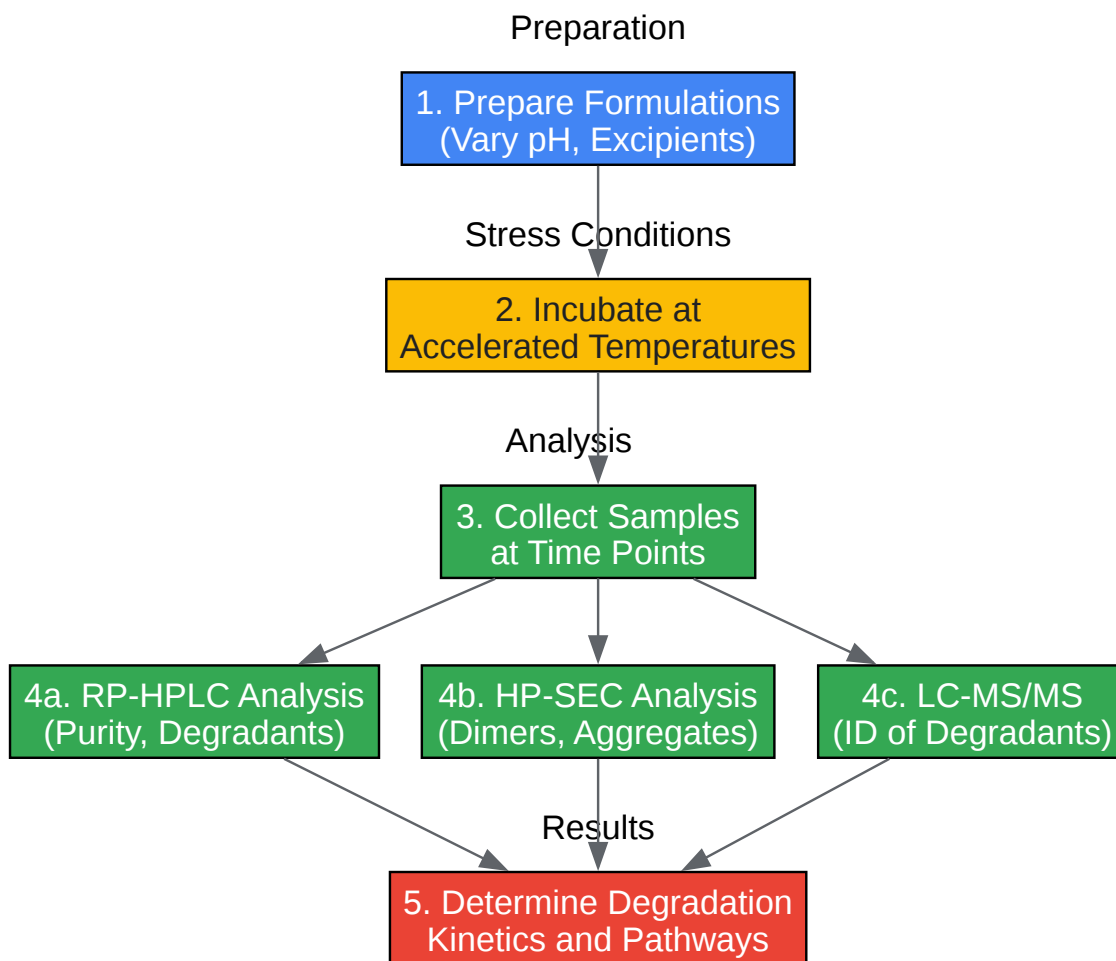 Preparation
1. Prepare Formulations
(Vary pH, Excipients)
Stress Conditions
2. Incubate at
Accelerated Temperatures
Analysis
3. Collect Samples
at Time Points
4a. RP-HPLC Analysis
(Purity, Degradants)
4b. HP-SEC Analysis
(Dimers, Aggregates)
4c. LC-MS/MS
(ID of Degradants)
Results
5. Determine Degradation
Kinetics and Pathways